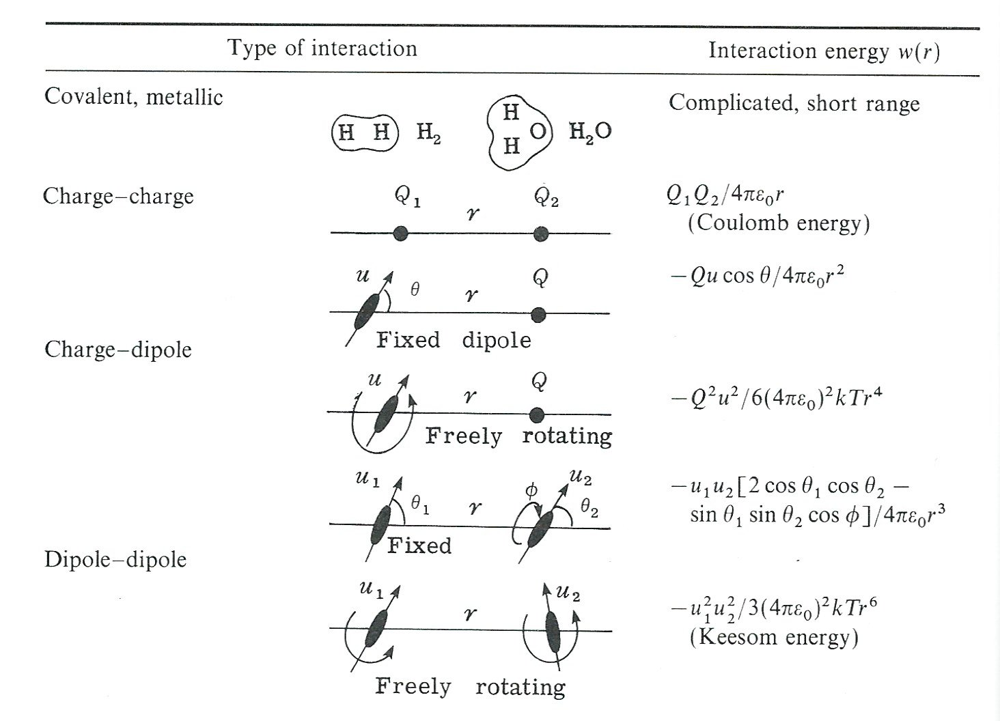 Type of interaction Interaction energy w(r)
Covalent, metallic H H H₂ H H O H₂O Complicated, short range
Charge–charge Q₁ r Q₂ Q₁Q₂/4πε₀r
(Coulomb energy)
u θ r Q −Qu cos θ/4πε₀r²
Fixed dipole
Charge–dipole
u r Q −Q²u²/6(4πε₀)²kTr⁴
Freely rotating
u₁ θ₁ r ϕ u₂ θ₂ −u₁u₂[2 cos θ₁ cos θ₂ −
sin θ₁ sin θ₂ cos ϕ]/4πε₀r³
Fixed
Dipole–dipole
u₁ r u₂ −u₁²u₂²/3(4πε₀)²kTr⁶
(Keesom energy)
Freely rotating